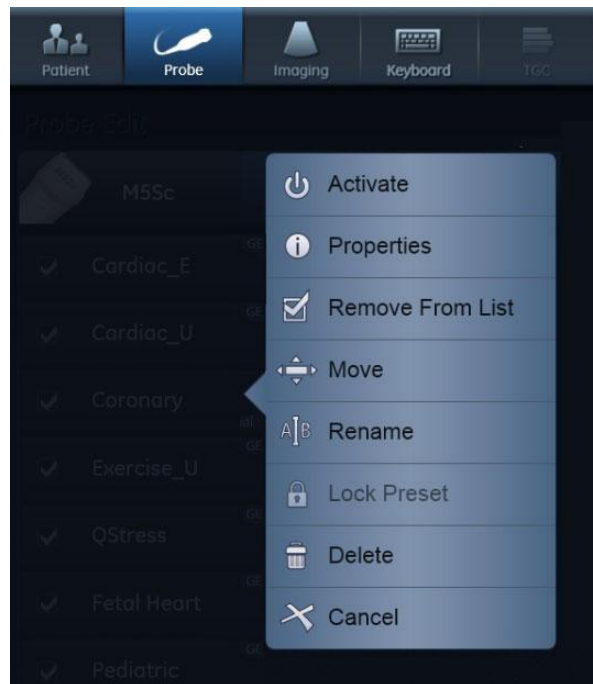 Patient
Probe
Imaging
Keyboard
TGC
Probe Edit
M5Sc
Cardiac_E
Cardiac_U
Coronary
Exercise_U
QStress
Fetal Heart
Pediatric
Activate
Properties
Remove From List
Move
Rename
Lock Preset
Delete
Cancel